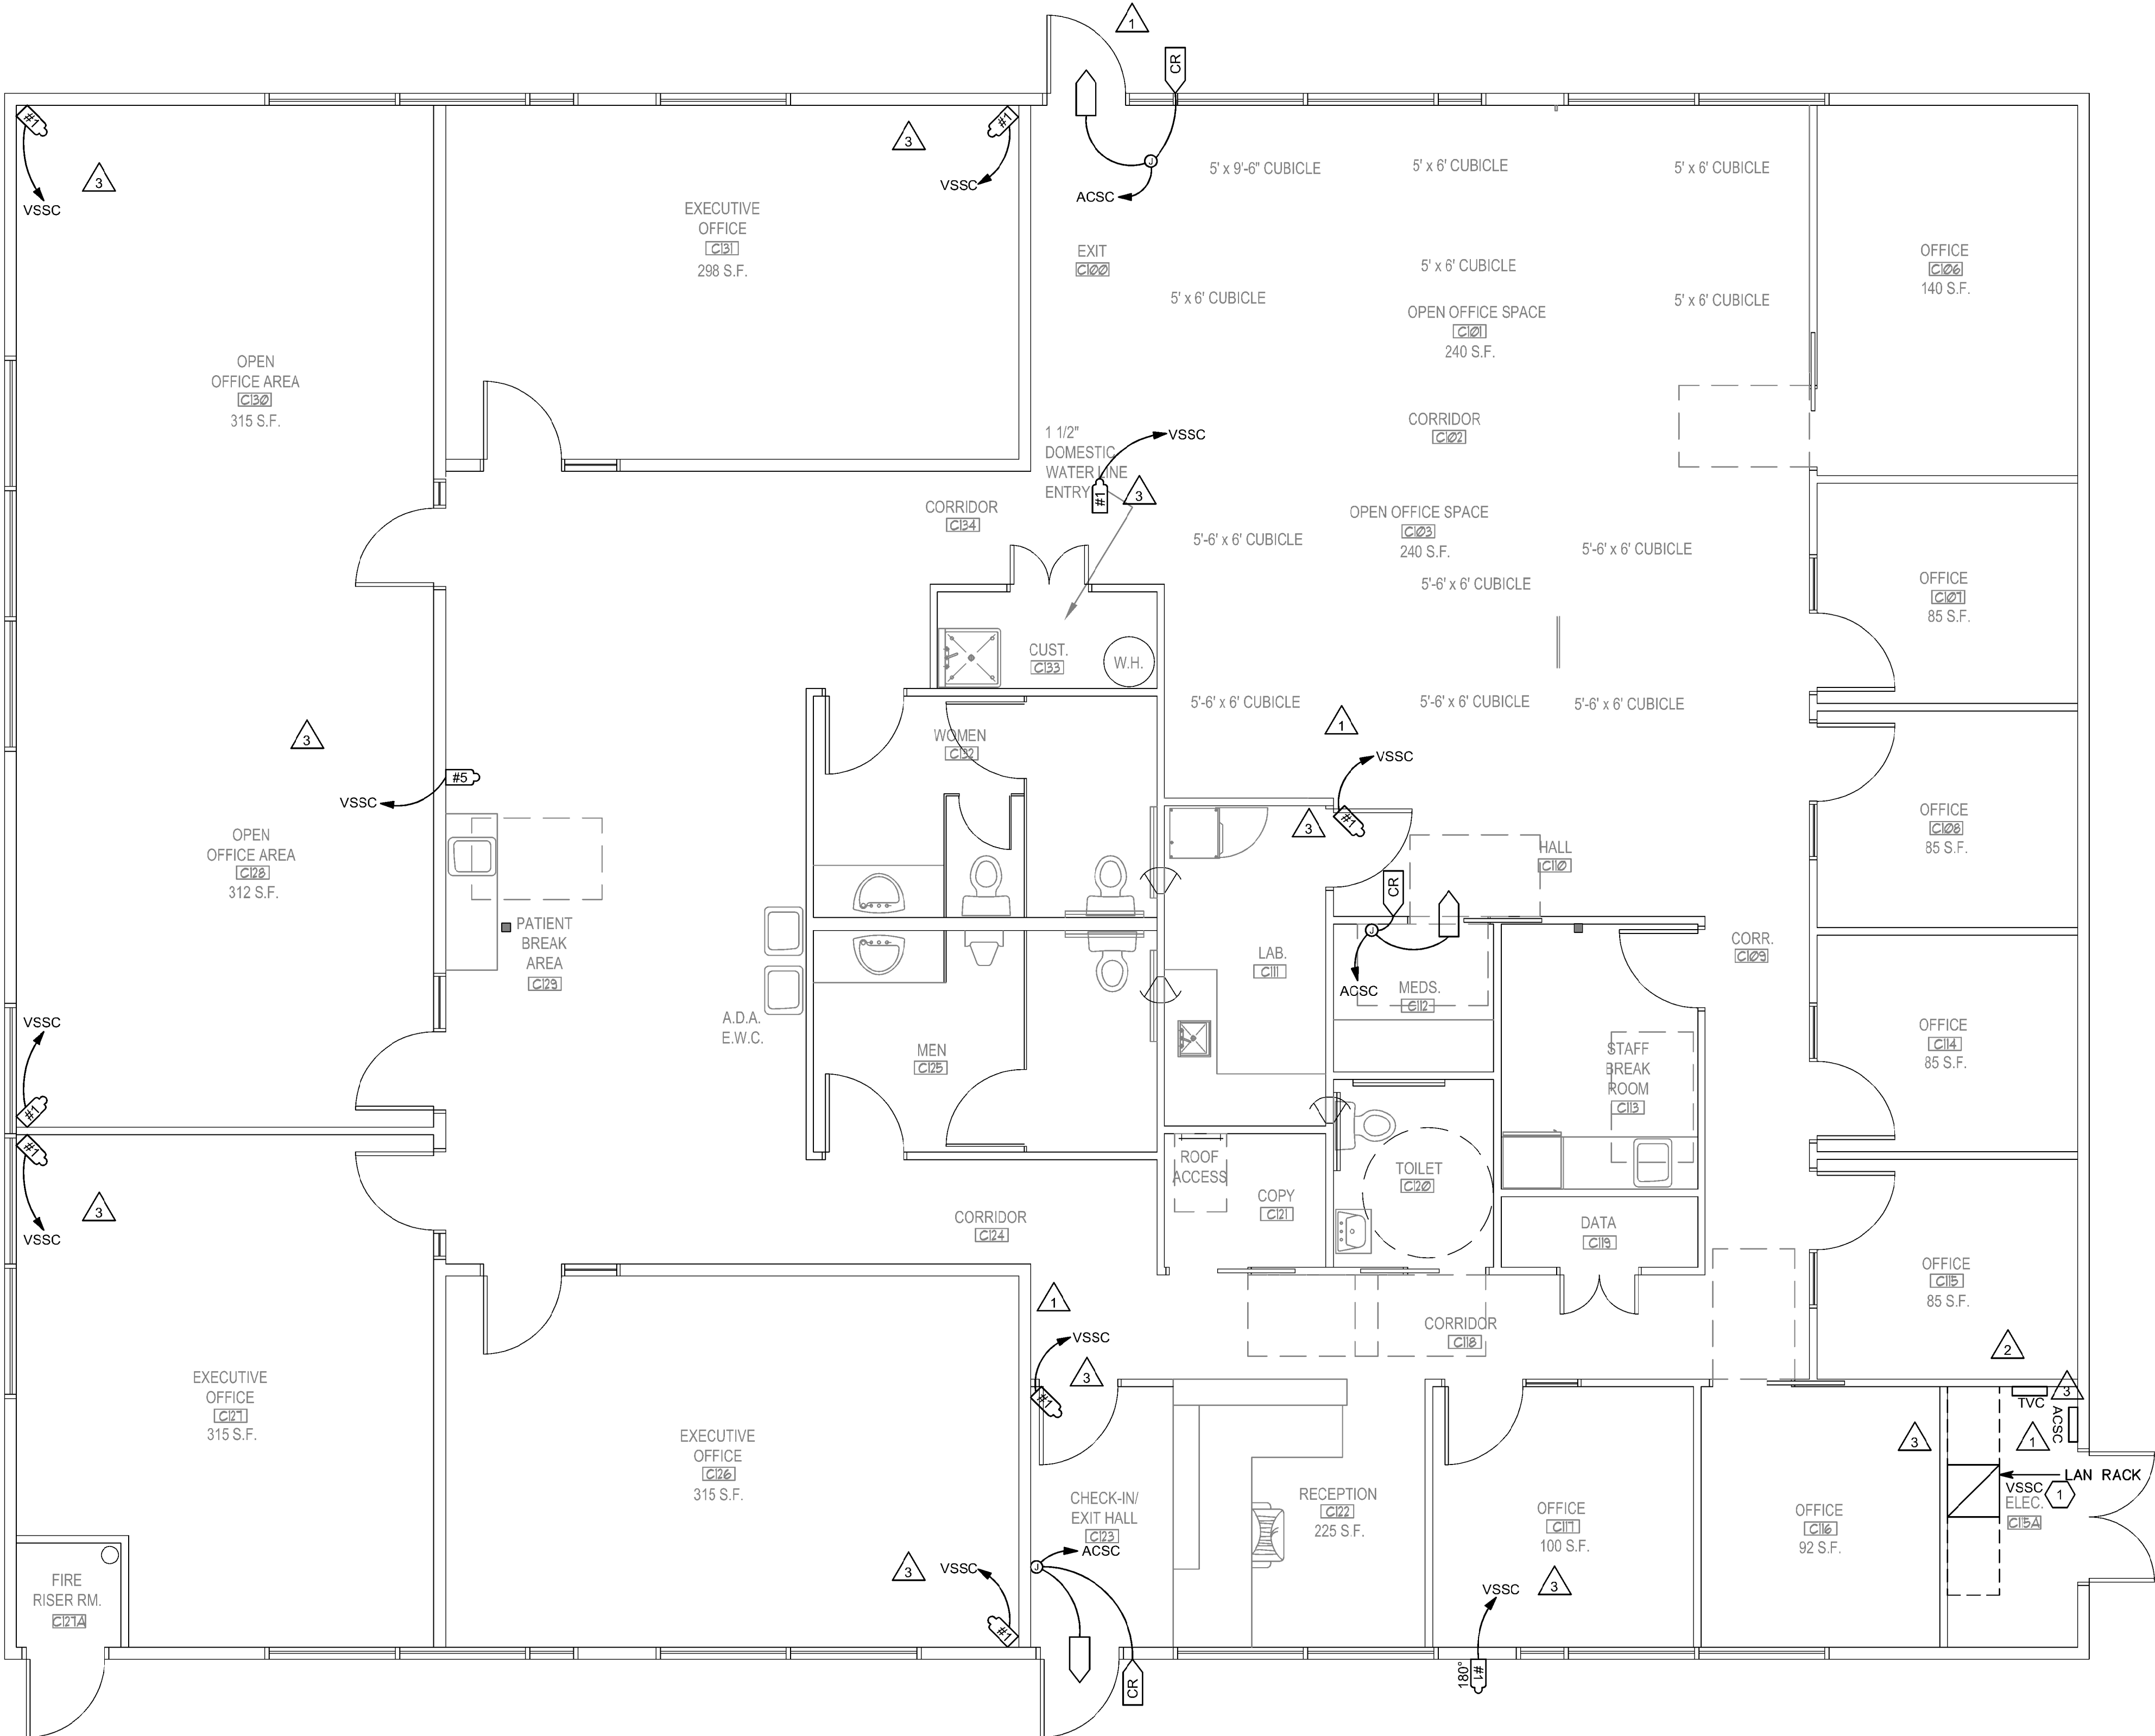 1
CR
#1
3
VSSC
3
#1
VSSC
J
ACSC
5' x 9'-6" CUBICLE
5' x 6' CUBICLE
5' x 6' CUBICLE
EXECUTIVE
OFFICE
C131
298 S.F.
EXIT
C100
5' x 6' CUBICLE
5' x 6' CUBICLE
5' x 6' CUBICLE
OPEN OFFICE SPACE
C101
240 S.F.
OFFICE
C106
140 S.F.
OPEN
OFFICE AREA
C130
315 S.F.
CORRIDOR
C102
1 1/2"
DOMESTIC
WATER LINE
ENTRY
VSSC
#1
3
CORRIDOR
C134
OPEN OFFICE SPACE
C103
240 S.F.
5'-6' x 6' CUBICLE
5'-6' x 6' CUBICLE
5'-6' x 6' CUBICLE
OFFICE
C107
85 S.F.
CUST.
C133
W.H.
5'-6' x 6' CUBICLE
5'-6' x 6' CUBICLE
5'-6' x 6' CUBICLE
3
WOMEN
C132
1
VSSC
#5
VSSC
3
#1
OPEN
OFFICE AREA
C128
312 S.F.
HALL
C110
OFFICE
C108
85 S.F.
CR
J
PATIENT
BREAK
AREA
C129
LAB.
C111
ACSC
MEDS.
C112
CORR.
C109
VSSC
#1
A.D.A.
E.W.C.
MEN
C125
STAFF
BREAK
ROOM
C113
OFFICE
C114
85 S.F.
#1
3
VSSC
ROOF
ACCESS
COPY
C121
TOILET
C120
CORRIDOR
C124
DATA
C119
OFFICE
C115
85 S.F.
1
VSSC
3
#1
CORRIDOR
C118
2
EXECUTIVE
OFFICE
C127
315 S.F.
EXECUTIVE
OFFICE
C126
315 S.F.
3
TVC
ACSC
3
1
LAN RACK
VSSC
1
ELEC.
C115A
CHECK-IN/
EXIT HALL
C123
RECEPTION
C122
225 S.F.
OFFICE
C117
100 S.F.
OFFICE
C116
92 S.F.
ACSC
J
3
VSSC
#1
FIRE
RISER RM.
C127A
VSSC
3
180°
#1
CR